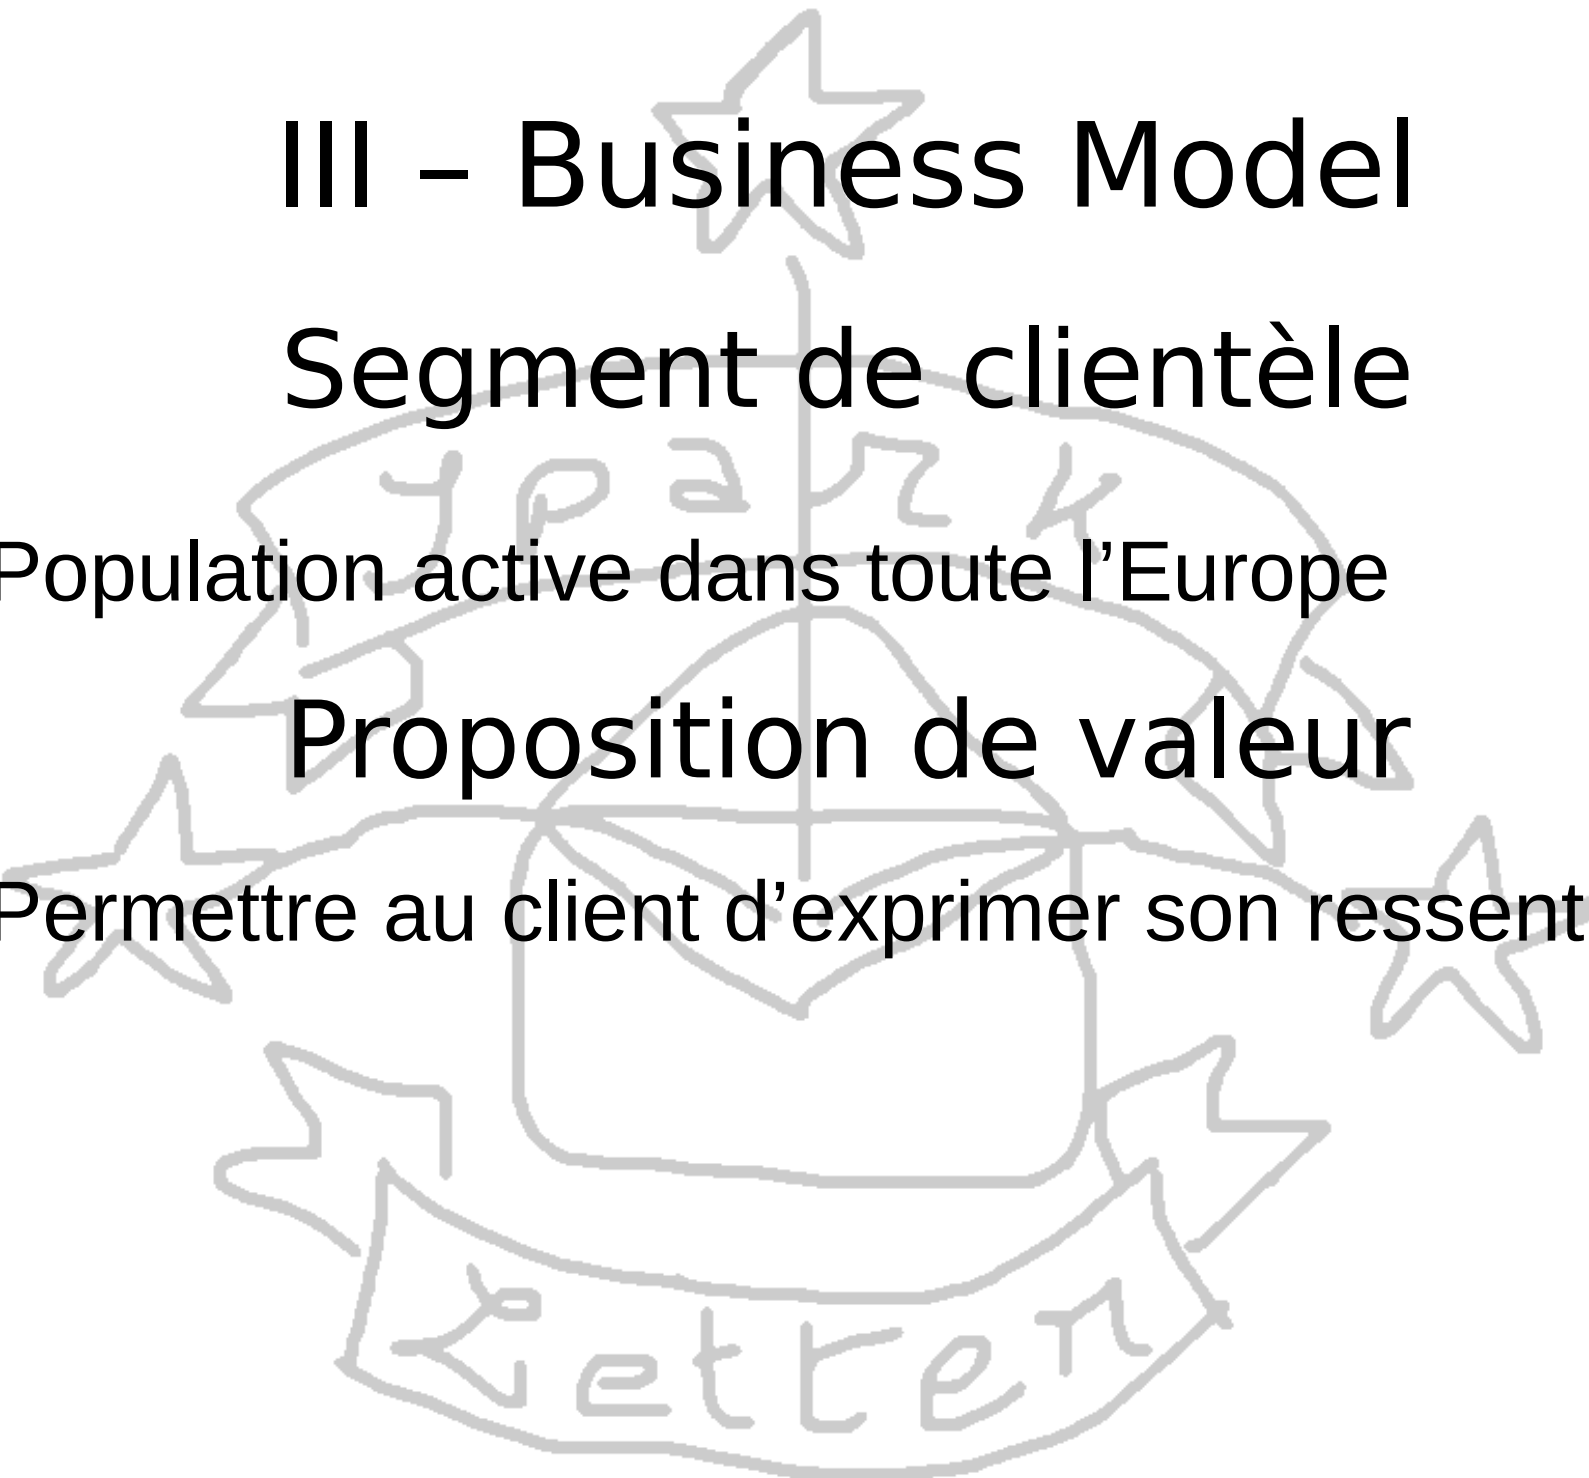 III – Business Model
Segment de clientèle
Population active dans toute l’Europe
Proposition de valeur
Permettre au client d’exprimer son ressent